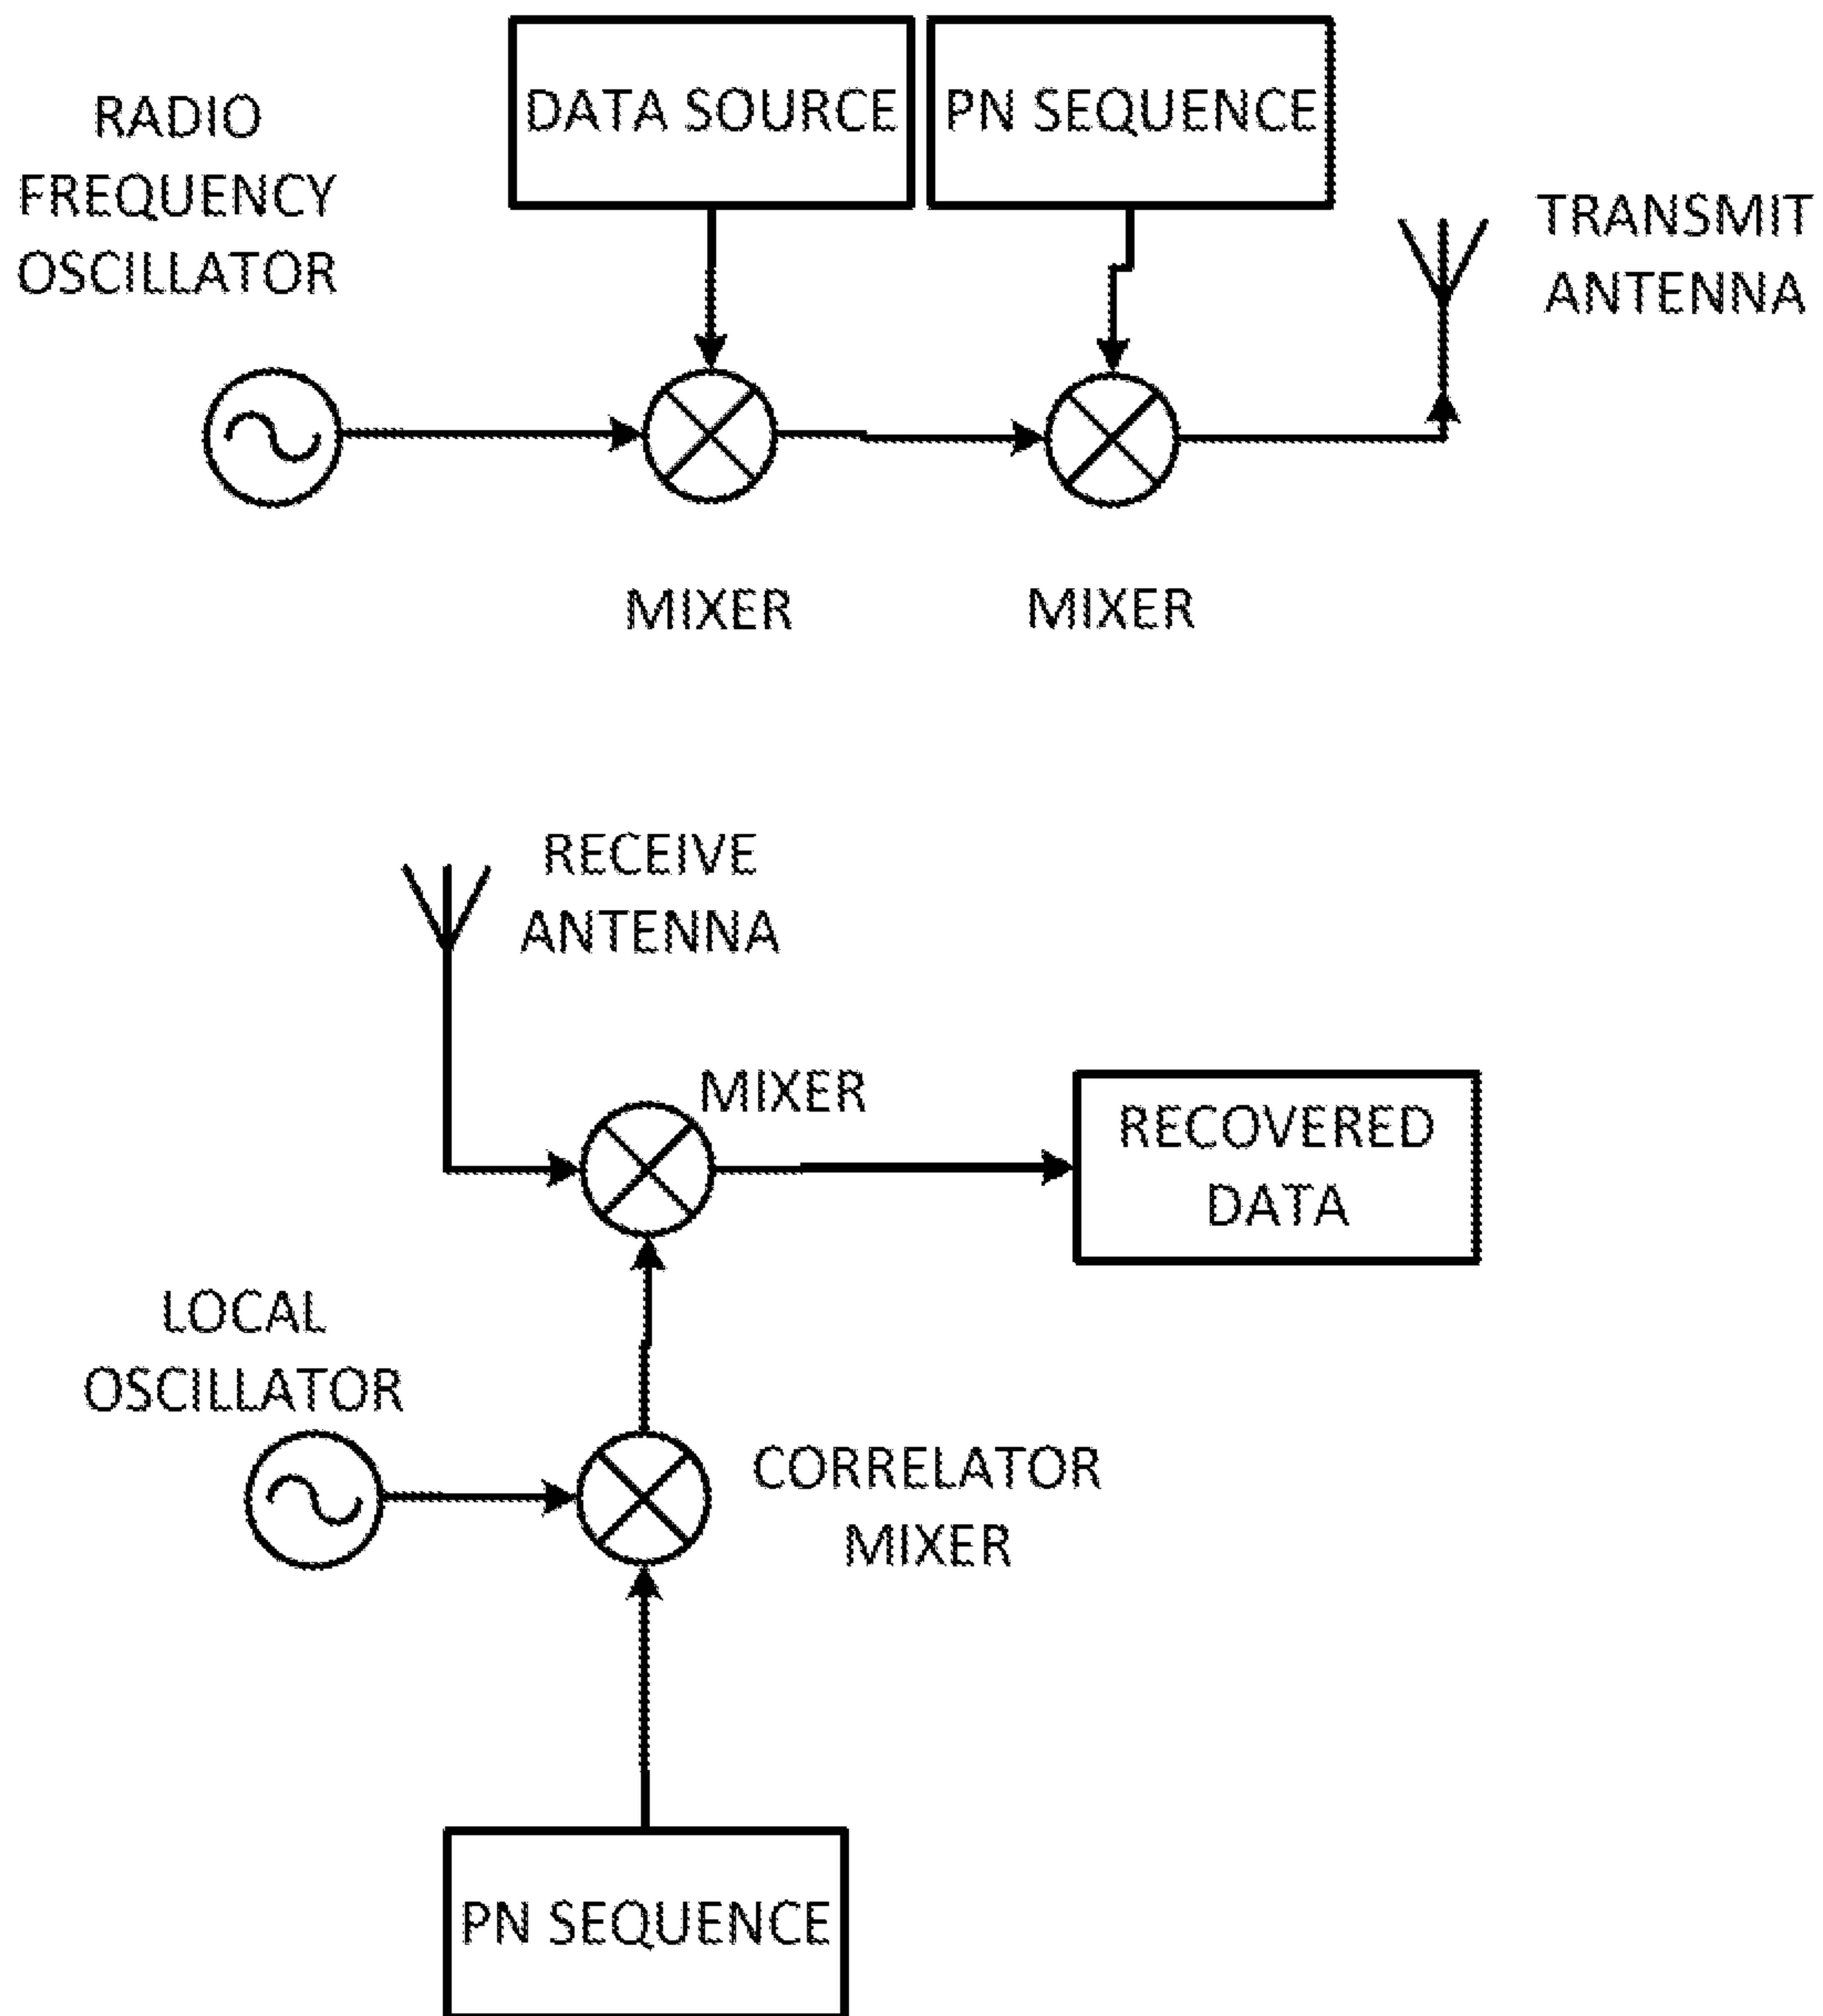 RADIO
FREQUENCY
OSCILLATOR
DATA SOURCE
PN SEQUENCE
TRANSMIT
ANTENNA
MIXER
MIXER
RECEIVE
ANTENNA
MIXER
RECOVERED
DATA
LOCAL
OSCILLATOR
CORRELATOR
MIXER
PN SEQUENCE